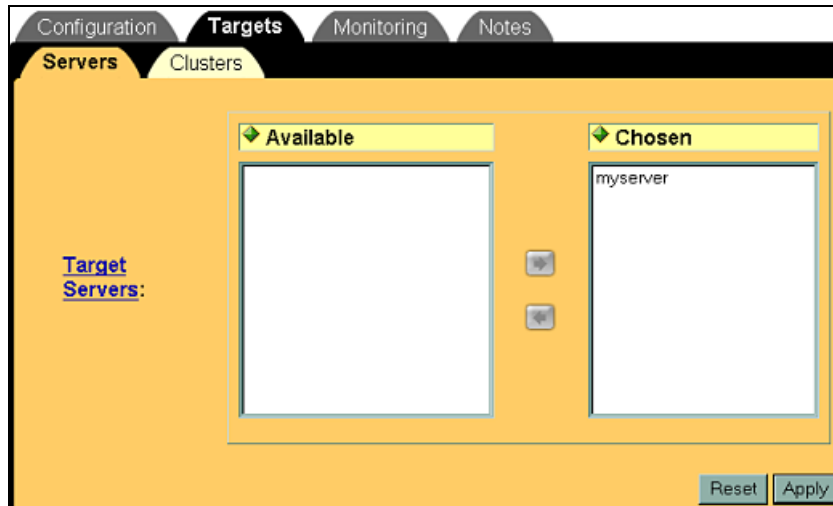 Configuration Targets Monitoring Notes
Servers Clusters
Available Chosen
myserver
Target
Servers:
Reset Apply